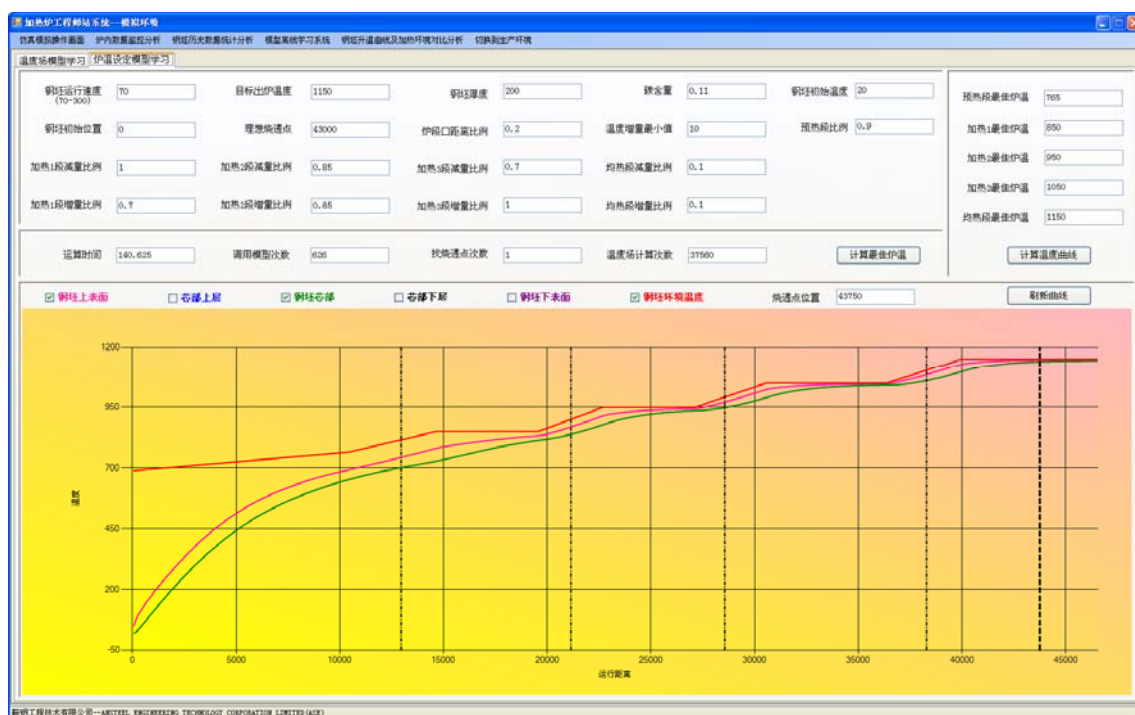 加热炉工程师站系统--模拟环境
仿真模拟操作画面 炉内数据监控分析 钢坯历史数据统计分析 模型离线学习系统 钢坯升温曲线及加热环境对比分析 切换到生产环境
温度场模型学习 炉温设定模型学习
钢坯运行速度 70 目标出炉温度 1150 钢坯厚度 200 碳含量 0.11 钢坯初始温度 20
(70-300)
钢坯初始位置 0 理想烧透点 43000 炉段口距离比例 0.2 温度增量最小值 10 预热段比例 0.9
加热1段减量比例 1 加热2段减量比例 0.85 加热3段减量比例 0.7 均热段减量比例 0.1
加热1段增量比例 0.7 加热2段增量比例 0.85 加热3段增量比例 1 均热段增量比例 0.1
预热段最佳炉温 765
加热1最佳炉温 850
加热2最佳炉温 950
加热3最佳炉温 1050
均热段最佳炉温 1150
运算时间 140.625 调用模型次数 626 找烧透点次数 1 温度场计算次数 37560 计算最佳炉温 计算温度曲线
钢坯上表面 芯部上层 钢坯芯部 芯部下层 钢坯下表面 钢坯环境温度 烧透点位置 43750 刷新曲线
1200
950
700
温度
450
200
-50
0 5000 10000 15000 20000 25000 30000 35000 40000 45000
运行距离
鞍钢工程技术有限公司--ANSTEEL ENGINEERING TECHNOLOGY CORPORATION LIMITED(ASE)